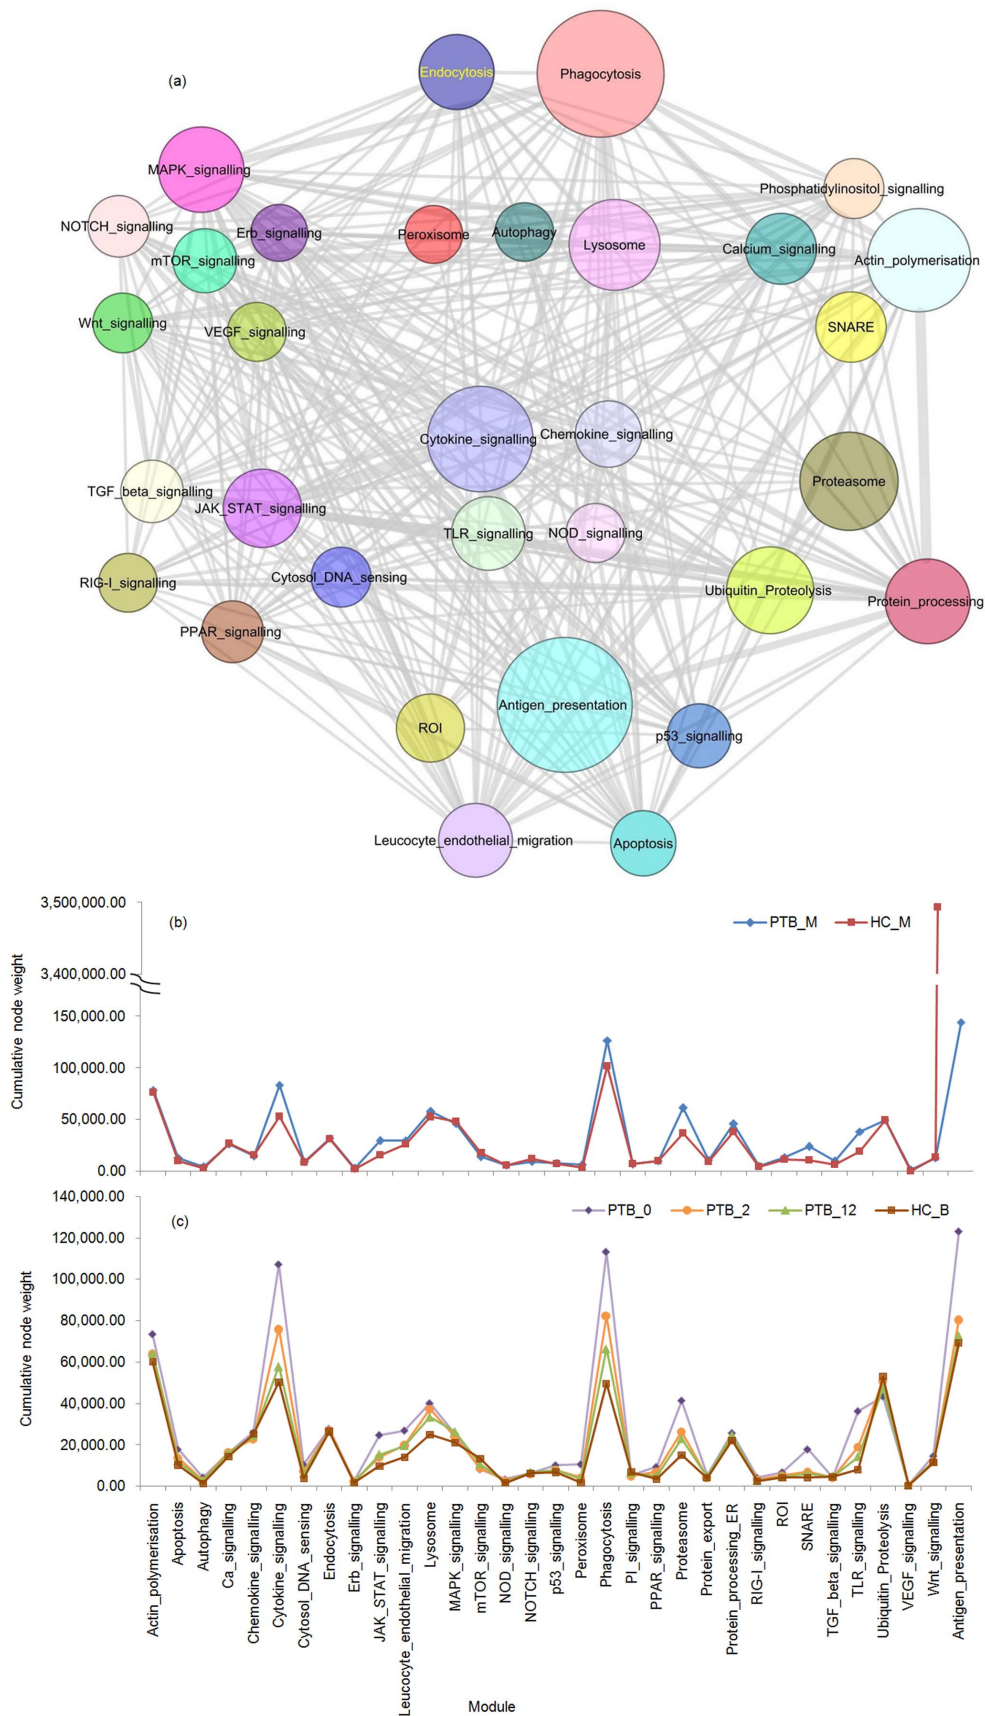 Endocytosis
Phagocytosis
(a)
MAPK_signalling
Phosphatidylinositol_signalling
NOTCH_signalling
Erb_signalling
Peroxisome
Autophagy
Lysosome
Calcium_signalling
mTOR_signalling
Actin_polymerisation
Wnt_signalling
VEGF_signalling
SNARE
Cytokine_signalling
Chemokine_signalling
Proteasome
TGF_beta_signalling
JAK_STAT_signalling
TLR_signalling
NOD_signalling
RIG-I_signalling
Cytosol_DNA_sensing
Ubiquitin_Proteolysis
Protein_processing
PPAR_signalling
Antigen_presentation
ROI
p53_signalling
Leucocyte_endothelial_migration
Apoptosis
(b)
PTB_M
HC_M
Cumulative node weight
3,500,000.00
3,400,000.00
150,000.00
100,000.00
50,000.00
0.00
(c)
PTB_0
PTB_2
PTB_12
HC_B
Cumulative node weight
140,000.00
120,000.00
100,000.00
80,000.00
60,000.00
40,000.00
20,000.00
0.00
Actin_polymerisation
Apoptosis
Autophagy
Ca_signalling
Chemokine_signalling
Cytokine_signalling
Cytosol_DNA_sensing
Endocytosis
Erb_signalling
JAK_STAT_signalling
Leucocyte_endothelial_migration
Lysosome
MAPK_signalling
mTOR_signalling
NOD_signalling
NOTCH_signalling
p53_signalling
Peroxisome
Phagocytosis
PI_signalling
PPAR_signalling
Proteasome
Protein_export
Protein_processing_ER
RIG-I_signalling
ROI
SNARE
TGF_beta_signalling
TLR_signalling
Ubiquitin_Proteolysis
VEGF_signalling
Wnt_signalling
Antigen_presentation
Module